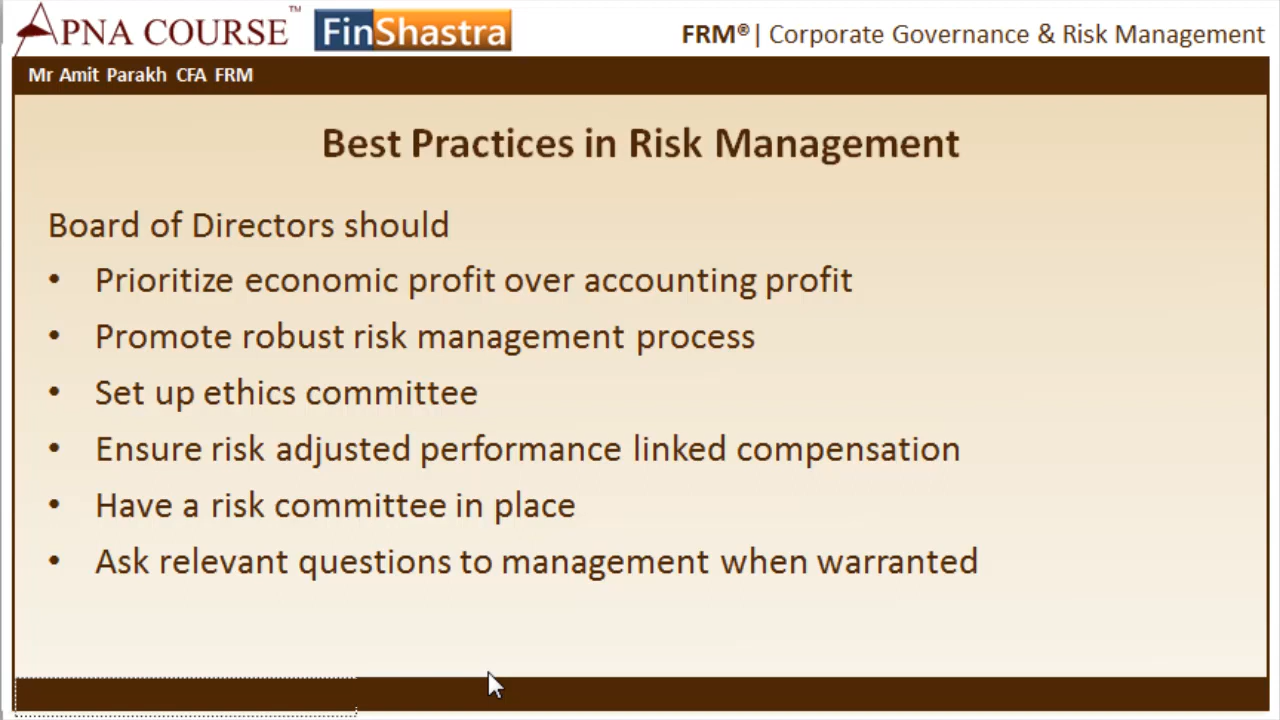 APNA COURSE™ FinShastra FRM®| Corporate Governance & Risk Management
Mr Amit Parakh CFA FRM
Best Practices in Risk Management
Board of Directors should
• Prioritize economic profit over accounting profit
• Promote robust risk management process
• Set up ethics committee
• Ensure risk adjusted performance linked compensation
• Have a risk committee in place
• Ask relevant questions to management when warranted